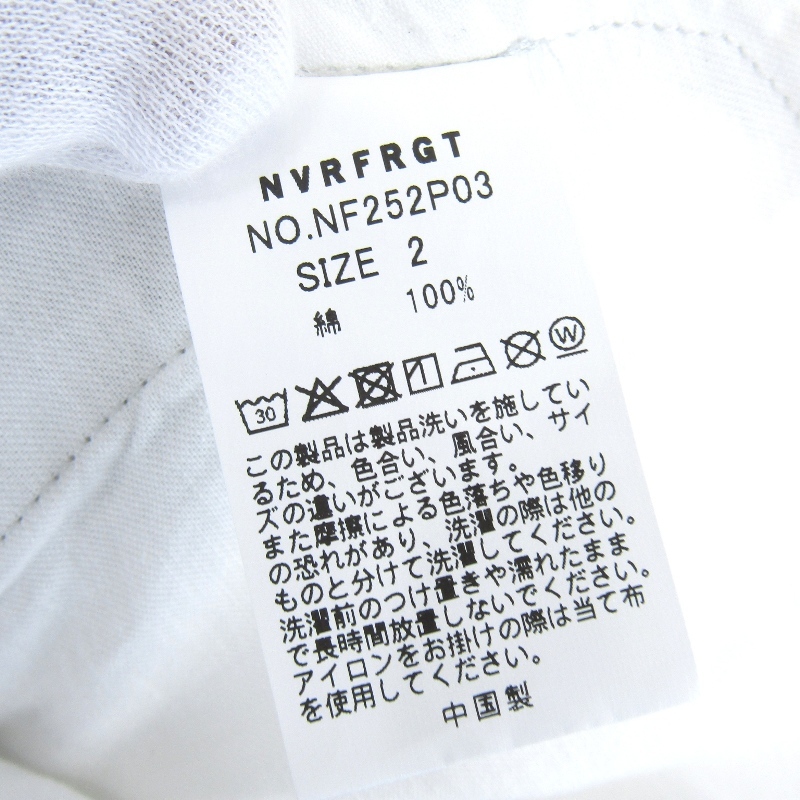 NVRFRGT
NO.NF252P03
SIZE 2
綿 100%
30 W
この製品は製品洗いを施してい
るため、色合い、風合い、サイ
ズの違いがございます。
また摩擦による色落ちや色移り
の恐れがあり、洗濯の際は他の
ものと分けて洗濯してください。
洗濯前のつけ置きや濡れたまま
で長時間放置しないでください。
アイロンをお掛けの際は当て布
を使用してください。
中国製